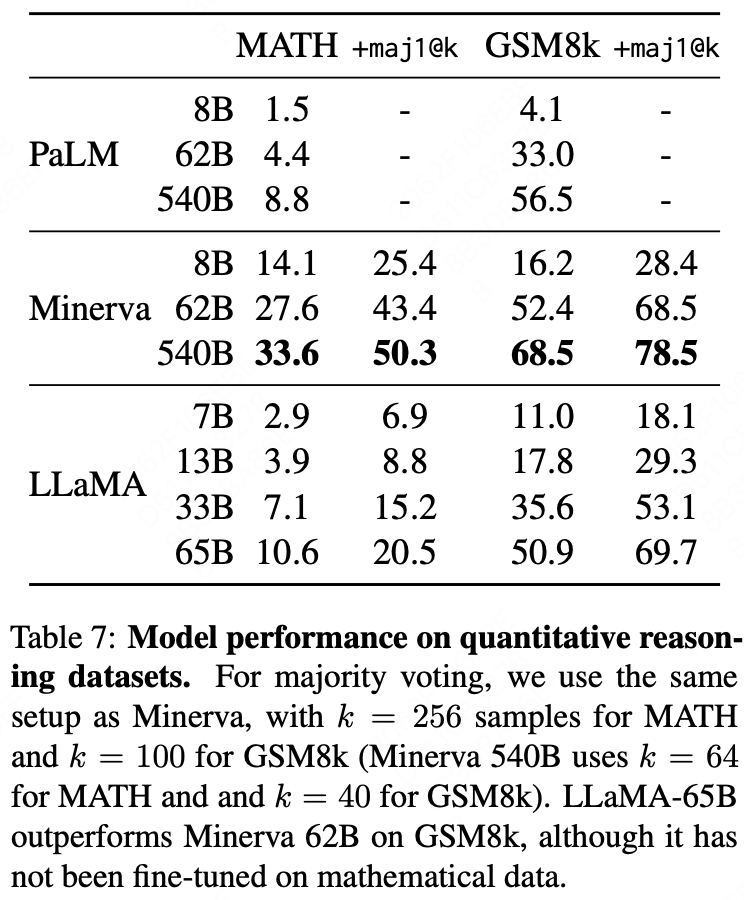 MATH +maj1@k GSM8k +maj1@k
8B 1.5 - 4.1 -
PaLM 62B 4.4 - 33.0 -
540B 8.8 - 56.5 -
8B 14.1 25.4 16.2 28.4
Minerva 62B 27.6 43.4 52.4 68.5
540B 33.6 50.3 68.5 78.5
7B 2.9 6.9 11.0 18.1
13B 3.9 8.8 17.8 29.3
LLaMA
33B 7.1 15.2 35.6 53.1
65B 10.6 20.5 50.9 69.7
Table 7: Model performance on quantitative reason-
ing datasets. For majority voting, we use the same
setup as Minerva, with k = 256 samples for MATH
and k = 100 for GSM8k (Minerva 540B uses k = 64
for MATH and and k = 40 for GSM8k). LLaMA-65B
outperforms Minerva 62B on GSM8k, although it has
not been fine-tuned on mathematical data.